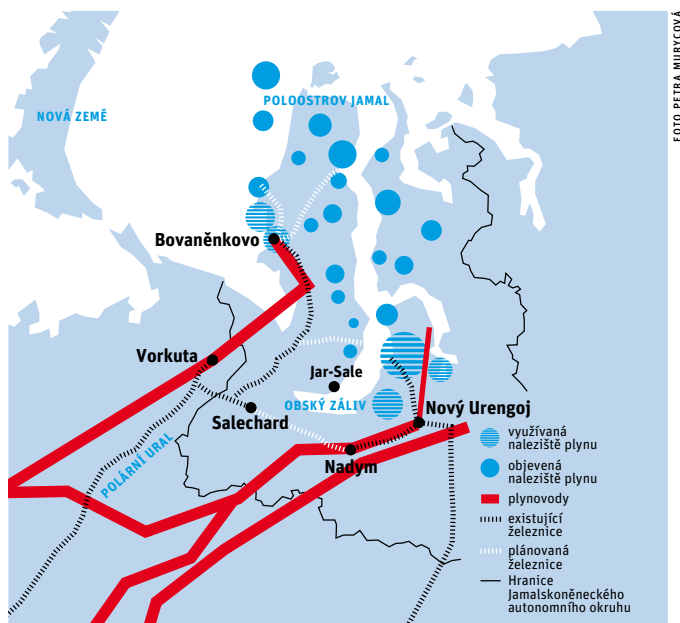 FOTO PETRA MURYCOVÁ
POLOOSTROV JAMAL
NOVÁ ZEMĚ
Bovaněnkovo
Vorkuta
Jar-Sale
Salechard
OBSKÝ ZÁLIV
Nový Urengoj
Nadym
POLÁRNÍ URAL
využívaná
naleziště plynu
objevená
naleziště plynu
plynovody
existující
železnice
plánovaná
železnice
Hranice
Jamalskoněneckého
autonomního okruhu